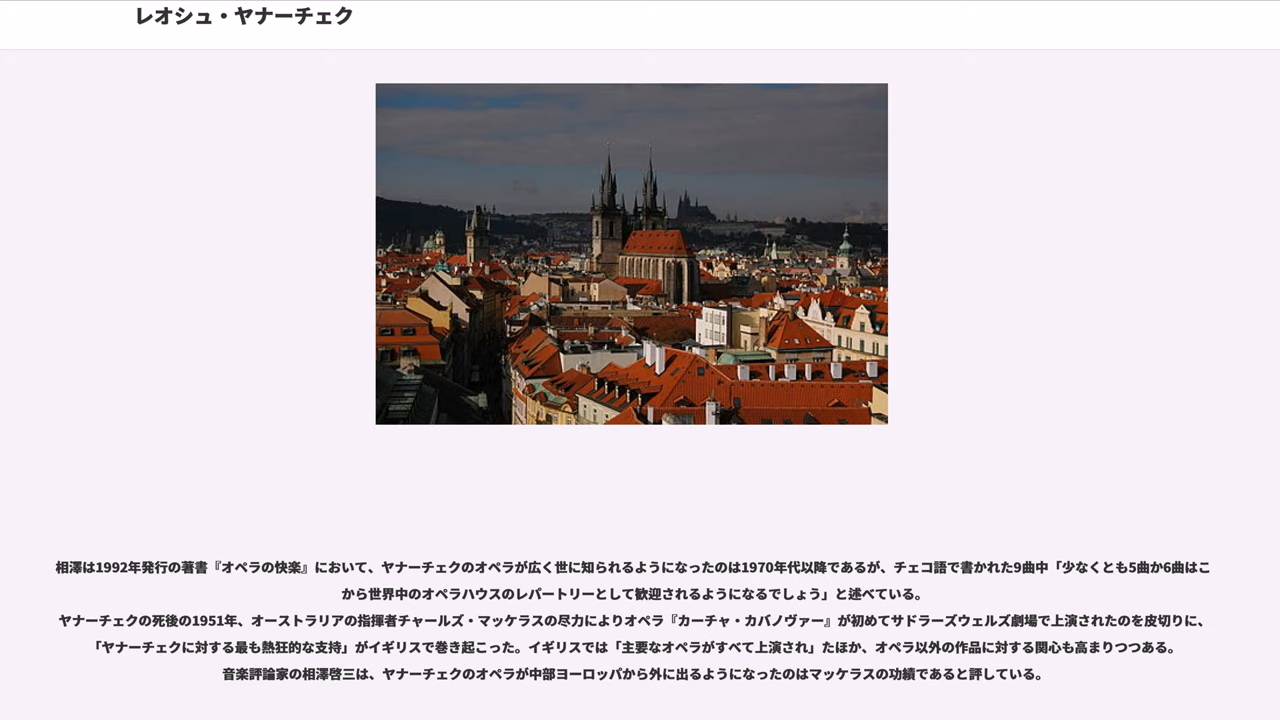 レオシュ・ヤナーチェク
相澤は1992年発行の著書『オペラの快楽』において、ヤナーチェクのオペラが広く世に知られるようになったのは1970年代以降であるが、チェコ語で書かれた9曲中「少なくとも5曲か6曲はこ
から世界中のオペラハウスのレパートリーとして歓迎されるようになるでしょう」と述べている。
ヤナーチェクの死後の1951年、オーストラリアの指揮者チャールズ・マッケラスの尽力によりオペラ『カーチャ・カバノヴァー』が初めてサドラーズウェルズ劇場で上演されたのを皮切りに、
「ヤナーチェクに対する最も熱狂的な支持」がイギリスで巻き起こった。イギリスでは「主要なオペラがすべて上演され」たほか、オペラ以外の作品に対する関心も高まりつつある。
音楽評論家の相澤啓三は、ヤナーチェクのオペラが中部ヨーロッパから外に出るようになったのはマッケラスの功績であると評している。